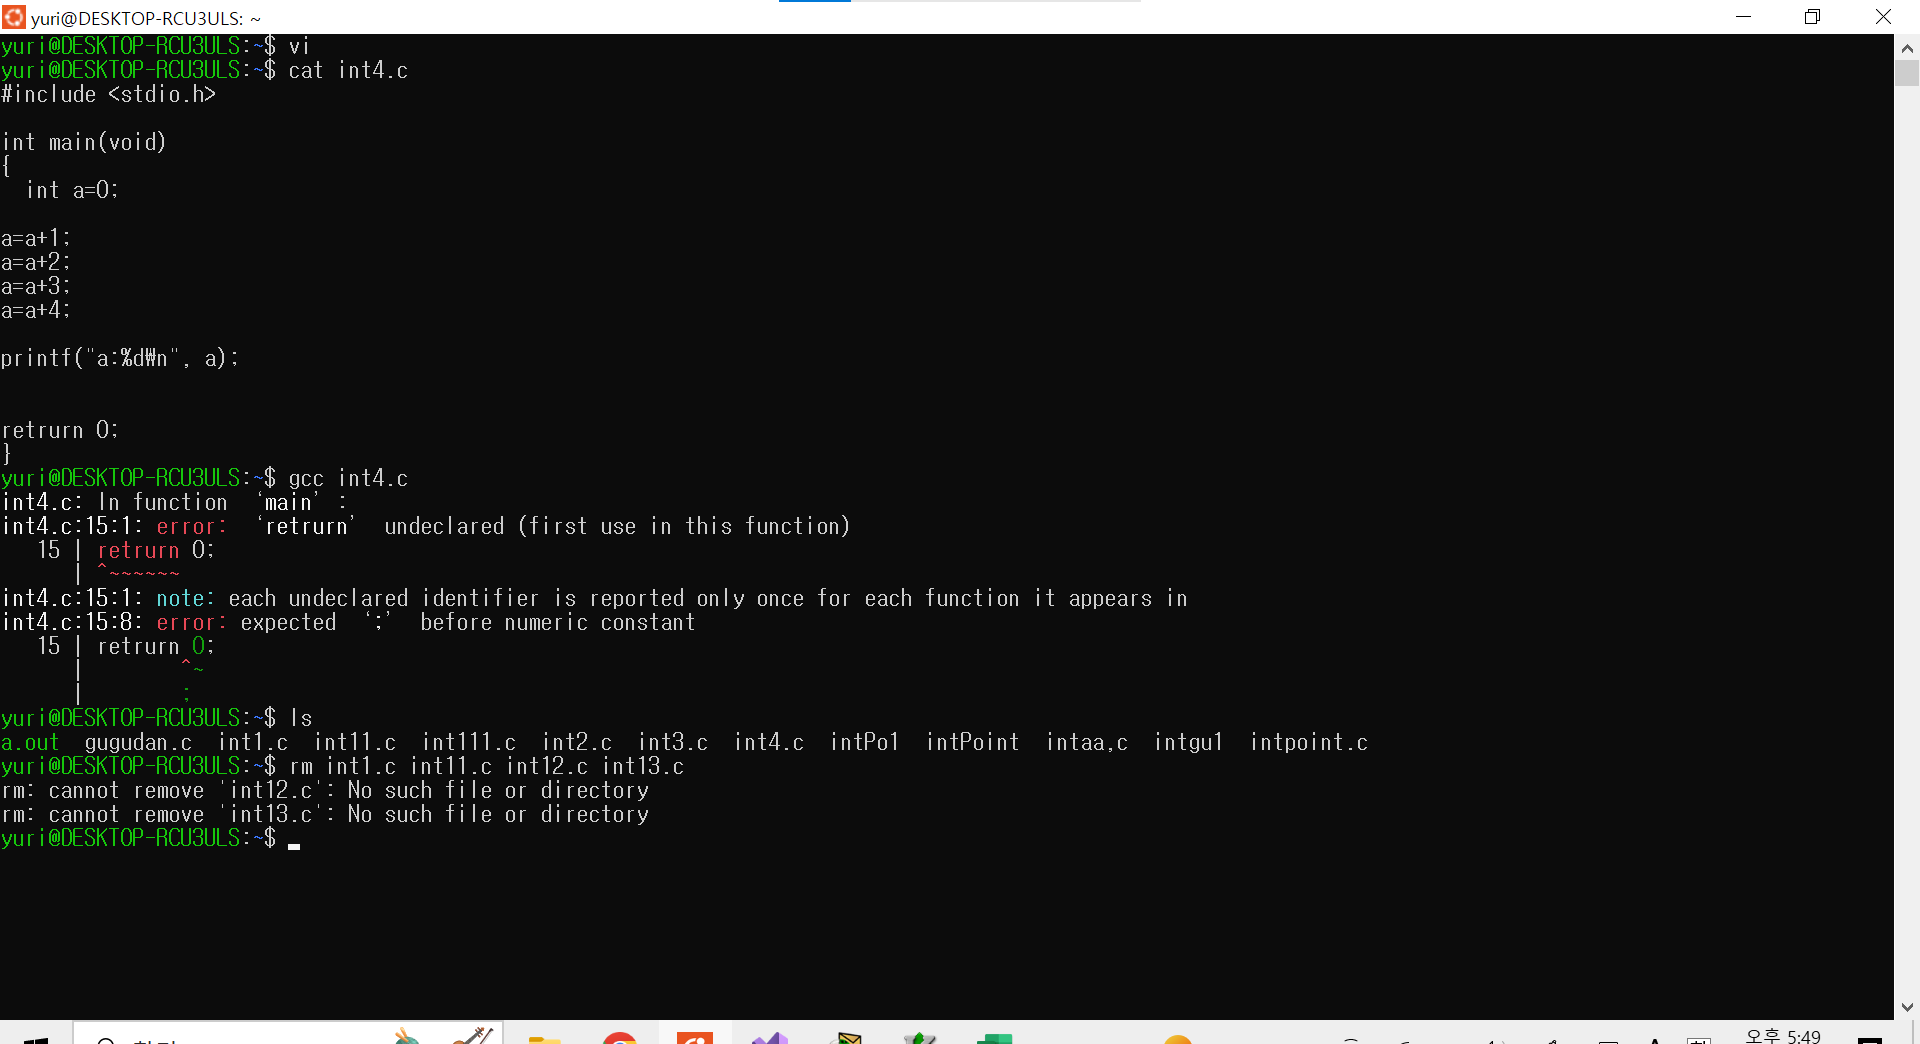 yuri@DESKTOP-RCU3ULS: ~
yuri@DESKTOP-RCU3ULS:~$ vi
yuri@DESKTOP-RCU3ULS:~$ cat int4.c
#include <stdio.h>
int main(void)
{
  int a=0;
a=a+1;
a=a+2;
a=a+3;
a=a+4;
printf("a:%d₩n", a);
retrurn 0;
}
yuri@DESKTOP-RCU3ULS:~$ gcc int4.c
int4.c: In function ‘main’:
int4.c:15:1: error: ‘retrurn’ undeclared (first use in this function)
   15 | retrurn 0;
      | ^~~~~~~
int4.c:15:1: note: each undeclared identifier is reported only once for each function it appears in
int4.c:15:8: error: expected ‘;’ before numeric constant
   15 | retrurn 0;
      |        ^~
      |        ;
yuri@DESKTOP-RCU3ULS:~$ ls
a.out  gugudan.c  int1.c  int11.c  int111.c  int2.c  int3.c  int4.c  intPo1  intPoint  intaa,c  intgu1  intpoint.c
yuri@DESKTOP-RCU3ULS:~$ rm int1.c int11.c int12.c int13.c
rm: cannot remove 'int12.c': No such file or directory
rm: cannot remove 'int13.c': No such file or directory
yuri@DESKTOP-RCU3ULS:~$
오후 5:49